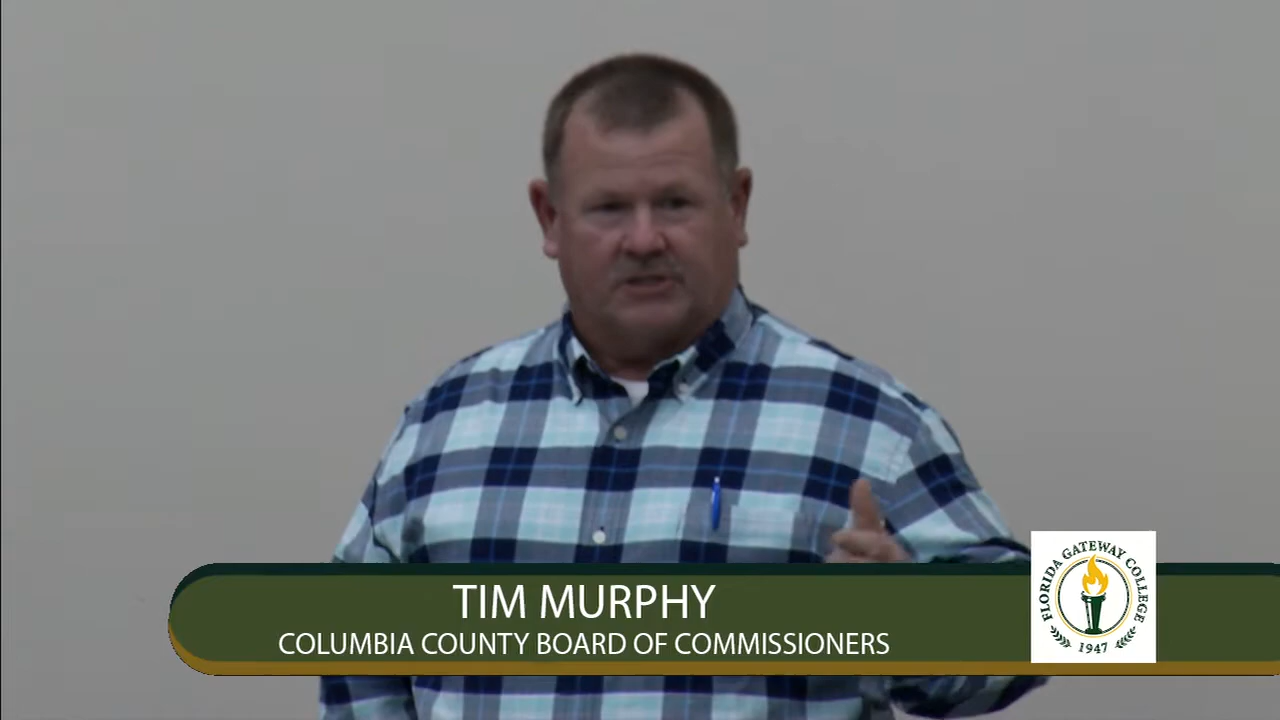 TIM MURPHY
COLUMBIA COUNTY BOARD OF COMMISSIONERS
FLORIDA GATEWAY COLLEGE
1947